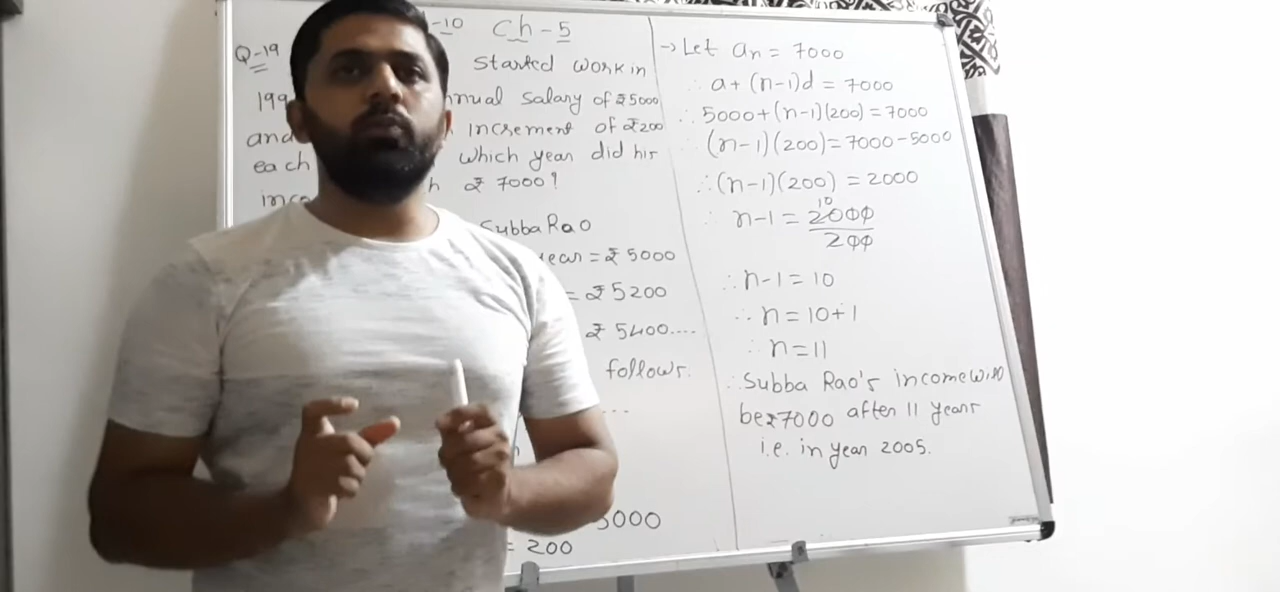 -10 Ch-5
Q-19
started work in
199 nnual salary of ₹5000
and increment of ₹200
each which year did his
inco h ₹ 7000?
Subba Rao
year = ₹ 5000
= ₹ 5200
₹ 5400....
follows.
...
5000
= 200
→ Let an = 7000
∴ a + (n-1)d = 7000
∴ 5000+(n-1)(200)=7000
∴ (n-1)(200)=7000-5000
∴ (n-1)(200) = 2000
10
∴ n-1 = 2000
200
∴ n-1 = 10
∴ n = 10+1
∴ n=11
∴ Subba Rao's income will
be ₹7000 after 11 years
i.e. in year 2005.